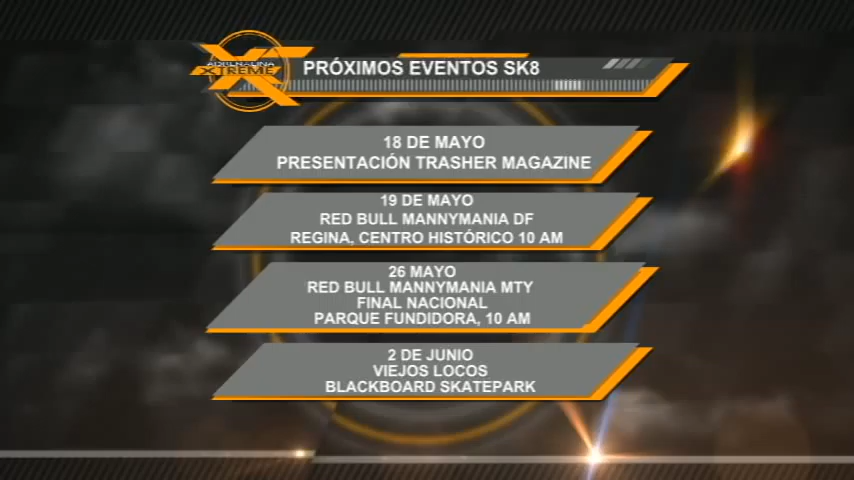 ADRENALINA
XTREME
PRÓXIMOS EVENTOS SK8
18 DE MAYO
PRESENTACIÓN TRASHER MAGAZINE
19 DE MAYO
RED BULL MANNYMANIA DF
REGINA, CENTRO HISTÓRICO 10 AM
26 MAYO
RED BULL MANNYMANIA MTY
FINAL NACIONAL
PARQUE FUNDIDORA, 10 AM
2 DE JUNIO
VIEJOS LOCOS
BLACKBOARD SKATEPARK